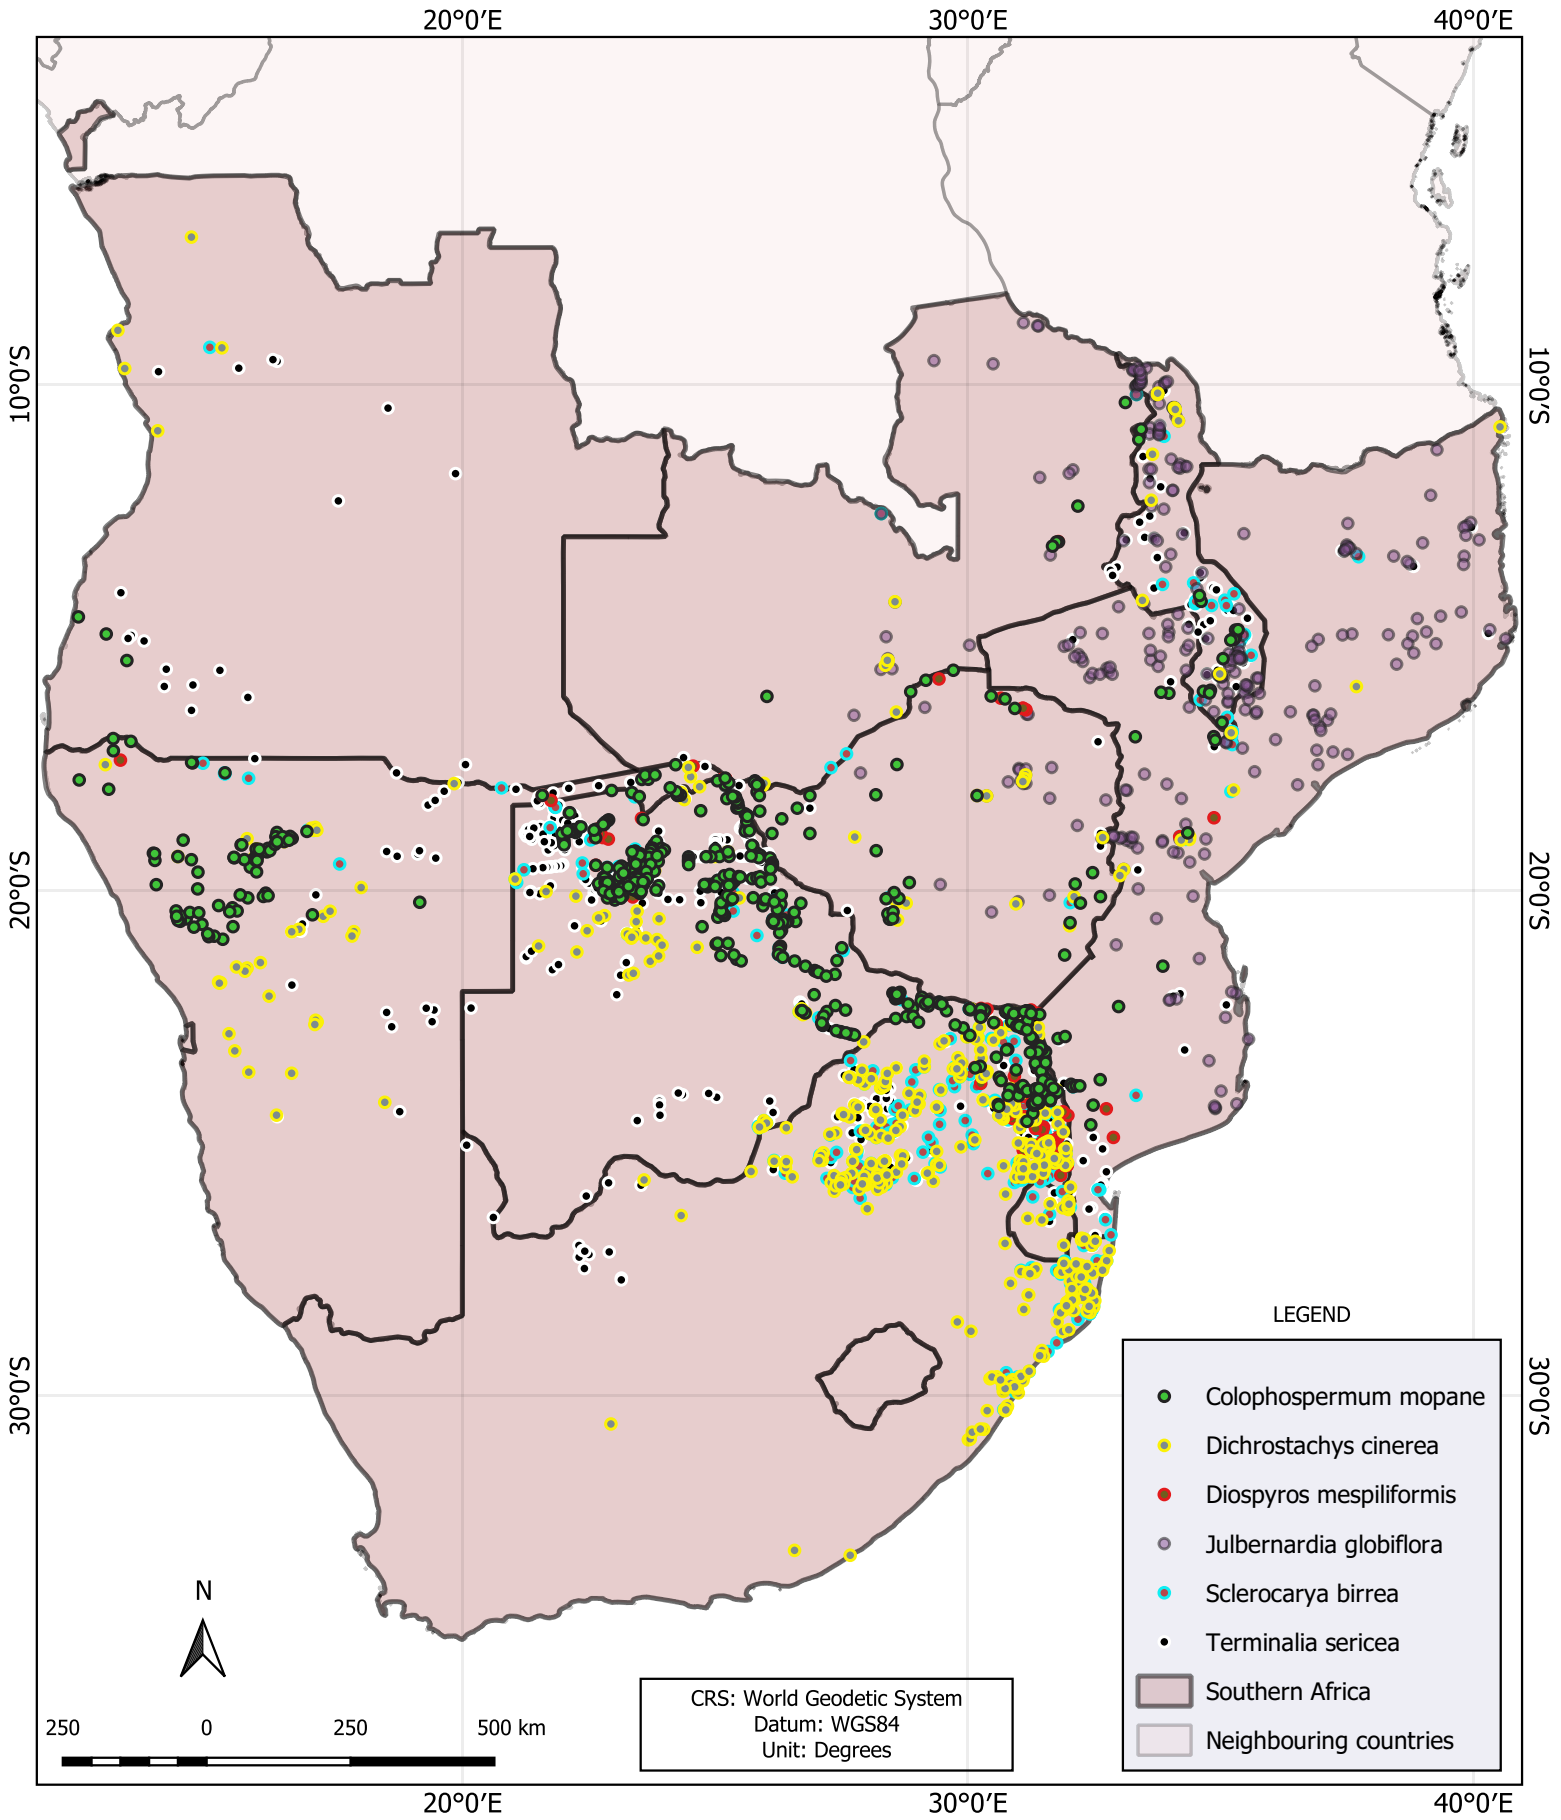 20°0′E 30°0′E 40°0′E
10°0′S 10°0′S
20°0′S 20°0′S
30°0′S 30°0′S
LEGEND
Colophospermum mopane
Dichrostachys cinerea
Diospyros mespiliformis
Julbernardia globiflora
Sclerocarya birrea
Terminalia sericea
Southern Africa
Neighbouring countries
N
250 0 250 500 km
CRS: World Geodetic System
Datum: WGS84
Unit: Degrees
20°0′E 30°0′E 40°0′E